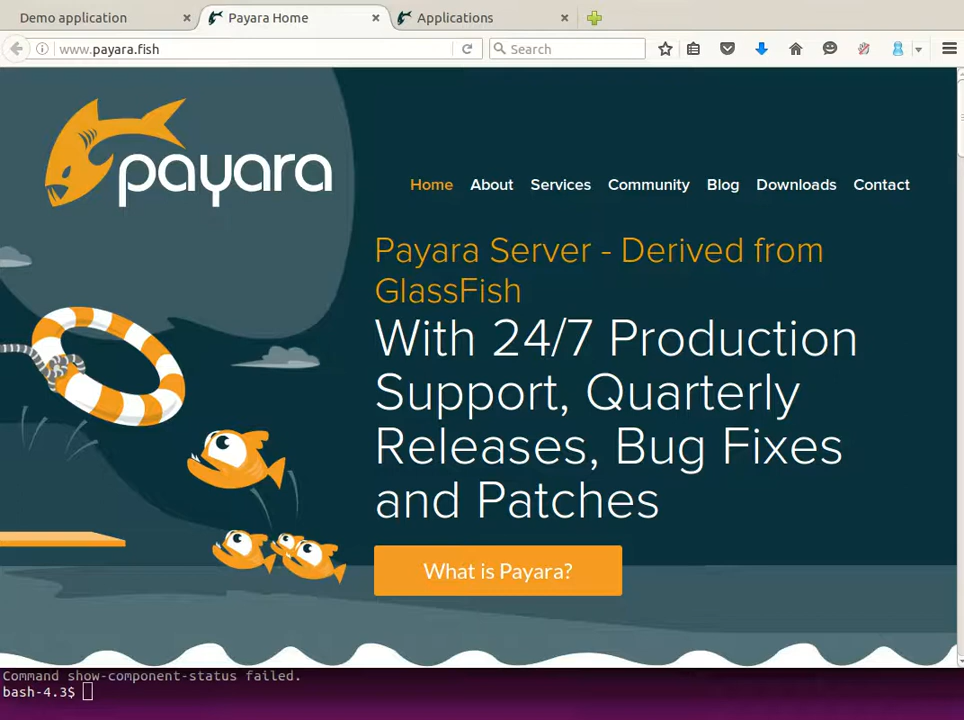 Demo application
Payara Home
Applications
www.payara.fish
Search
payara
Home About Services Community Blog Downloads Contact
Payara Server - Derived from
GlassFish
With 24/7 Production
Support, Quarterly
Releases, Bug Fixes
and Patches
What is Payara?
Command show-component-status failed.
bash-4.3$